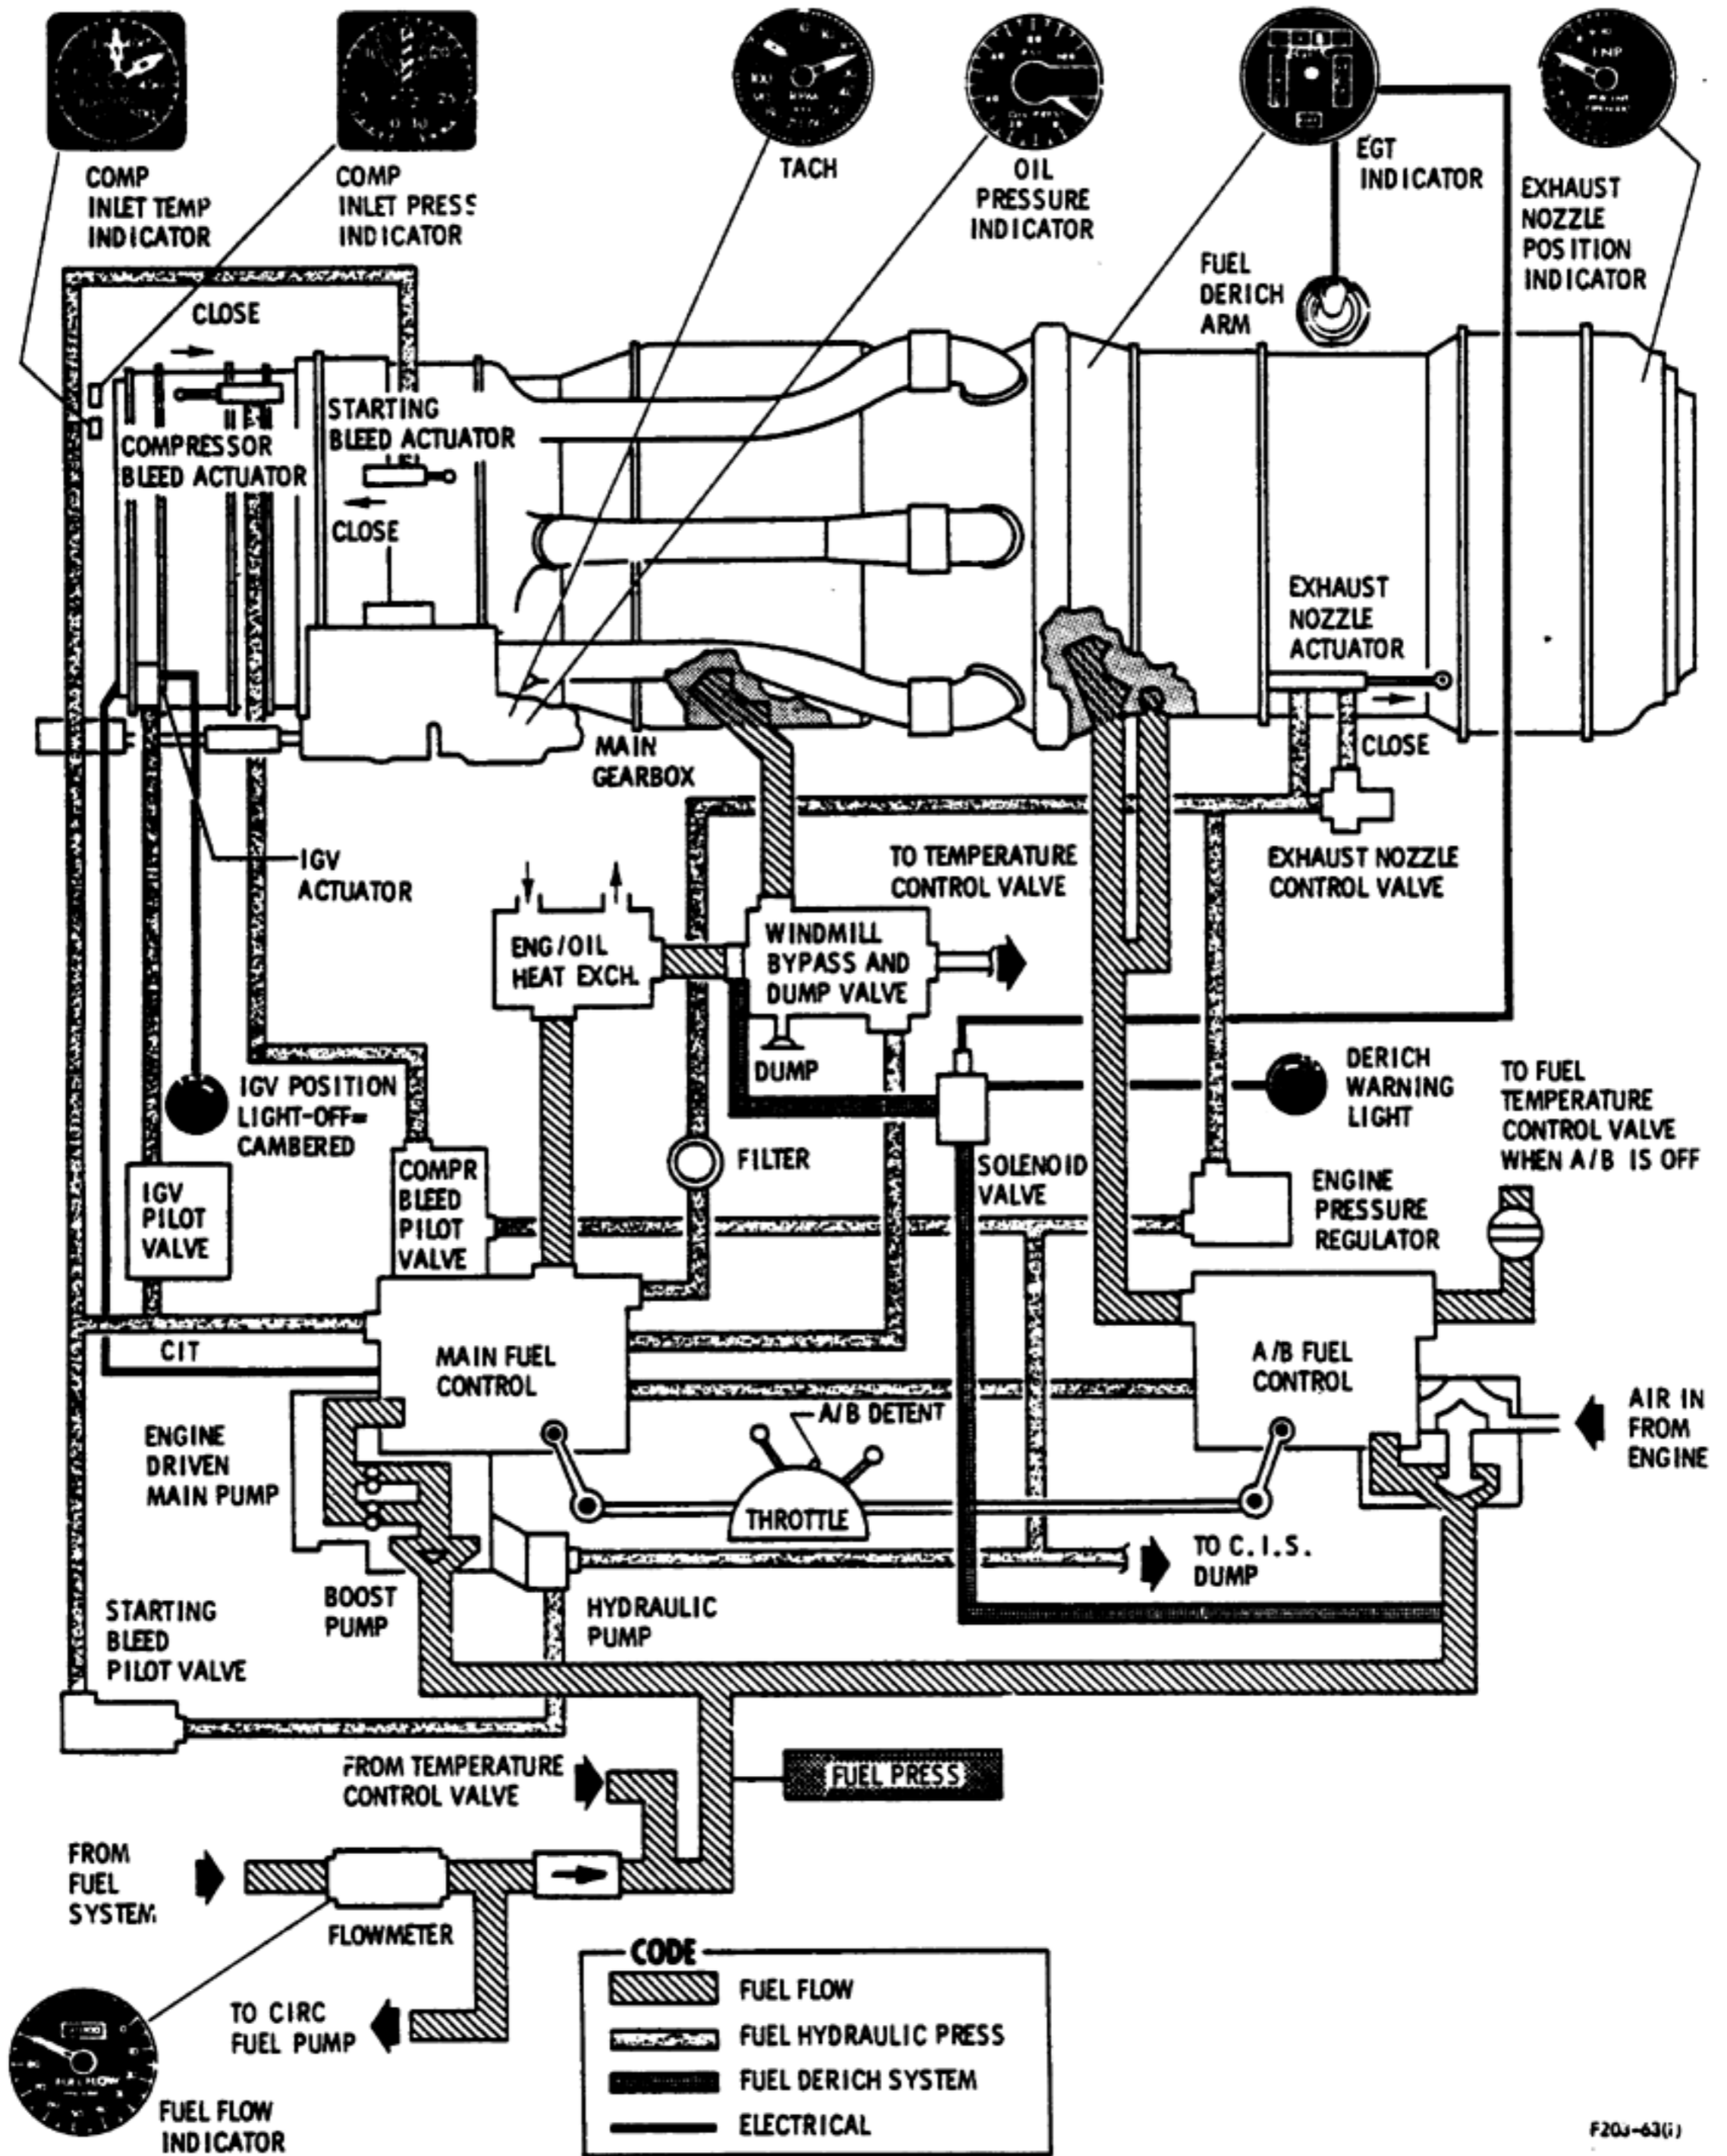 COMP
INLET TEMP
INDICATOR
COMP
INLET PRESS
INDICATOR
TACH
OIL
PRESSURE
INDICATOR
EGT
INDICATOR
EXHAUST
NOZZLE
POSITION
INDICATOR
FUEL
DERICH
ARM
CLOSE
COMPRESSOR
BLEED ACTUATOR
STARTING
BLEED ACTUATOR
CLOSE
EXHAUST
NOZZLE
ACTUATOR
CLOSE
MAIN
GEARBOX
IGV
ACTUATOR
TO TEMPERATURE
CONTROL VALVE
EXHAUST NOZZLE
CONTROL VALVE
ENG/OIL
HEAT EXCH.
WINDMILL
BYPASS AND
DUMP VALVE
DUMP
IGV POSITION
LIGHT-OFF=
CAMBERED
DERICH
WARNING
LIGHT
TO FUEL
TEMPERATURE
CONTROL VALVE
WHEN A/B IS OFF
IGV
PILOT
VALVE
COMPR
BLEED
PILOT
VALVE
FILTER
SOLENOID
VALVE
ENGINE
PRESSURE
REGULATOR
CIT
MAIN FUEL
CONTROL
A/B FUEL
CONTROL
A/B DETENT
AIR IN
FROM
ENGINE
ENGINE
DRIVEN
MAIN PUMP
THROTTLE
TO C.I.S.
DUMP
BOOST
PUMP
HYDRAULIC
PUMP
STARTING
BLEED
PILOT VALVE
FROM TEMPERATURE
CONTROL VALVE
FUEL PRESS
FROM
FUEL
SYSTEM
FLOWMETER
TO CIRC
FUEL PUMP
FUEL FLOW
FUEL FLOW
INDICATOR
CODE
FUEL FLOW
FUEL HYDRAULIC PRESS
FUEL DERICH SYSTEM
ELECTRICAL